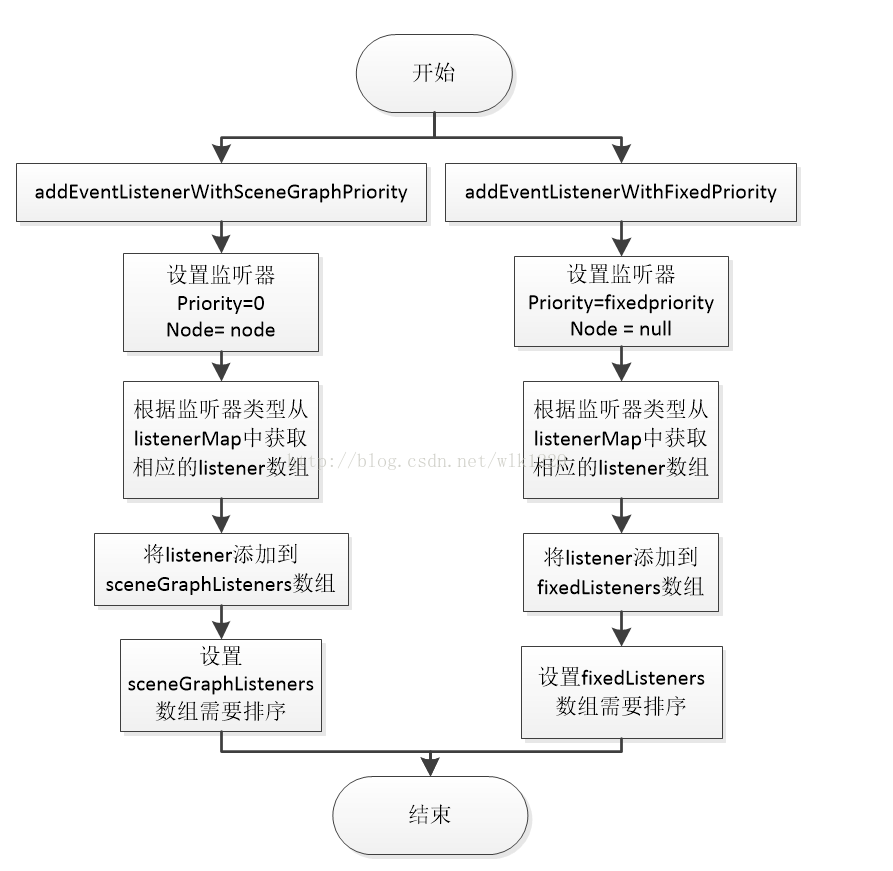 开始
addEventListenerWithSceneGraphPriority
设置监听器
Priority=0
Node= node
根据监听器类型从
listenerMap中获取
相应的listener数组
将listener添加到
sceneGraphListeners数组
设置
sceneGraphListeners
数组需要排序
addEventListenerWithFixedPriority
设置监听器
Priority=fixedpriority
Node = null
根据监听器类型从
listenerMap中获取
相应的listener数组
将listener添加到
fixedListeners数组
设置fixedListeners
数组需要排序
结束